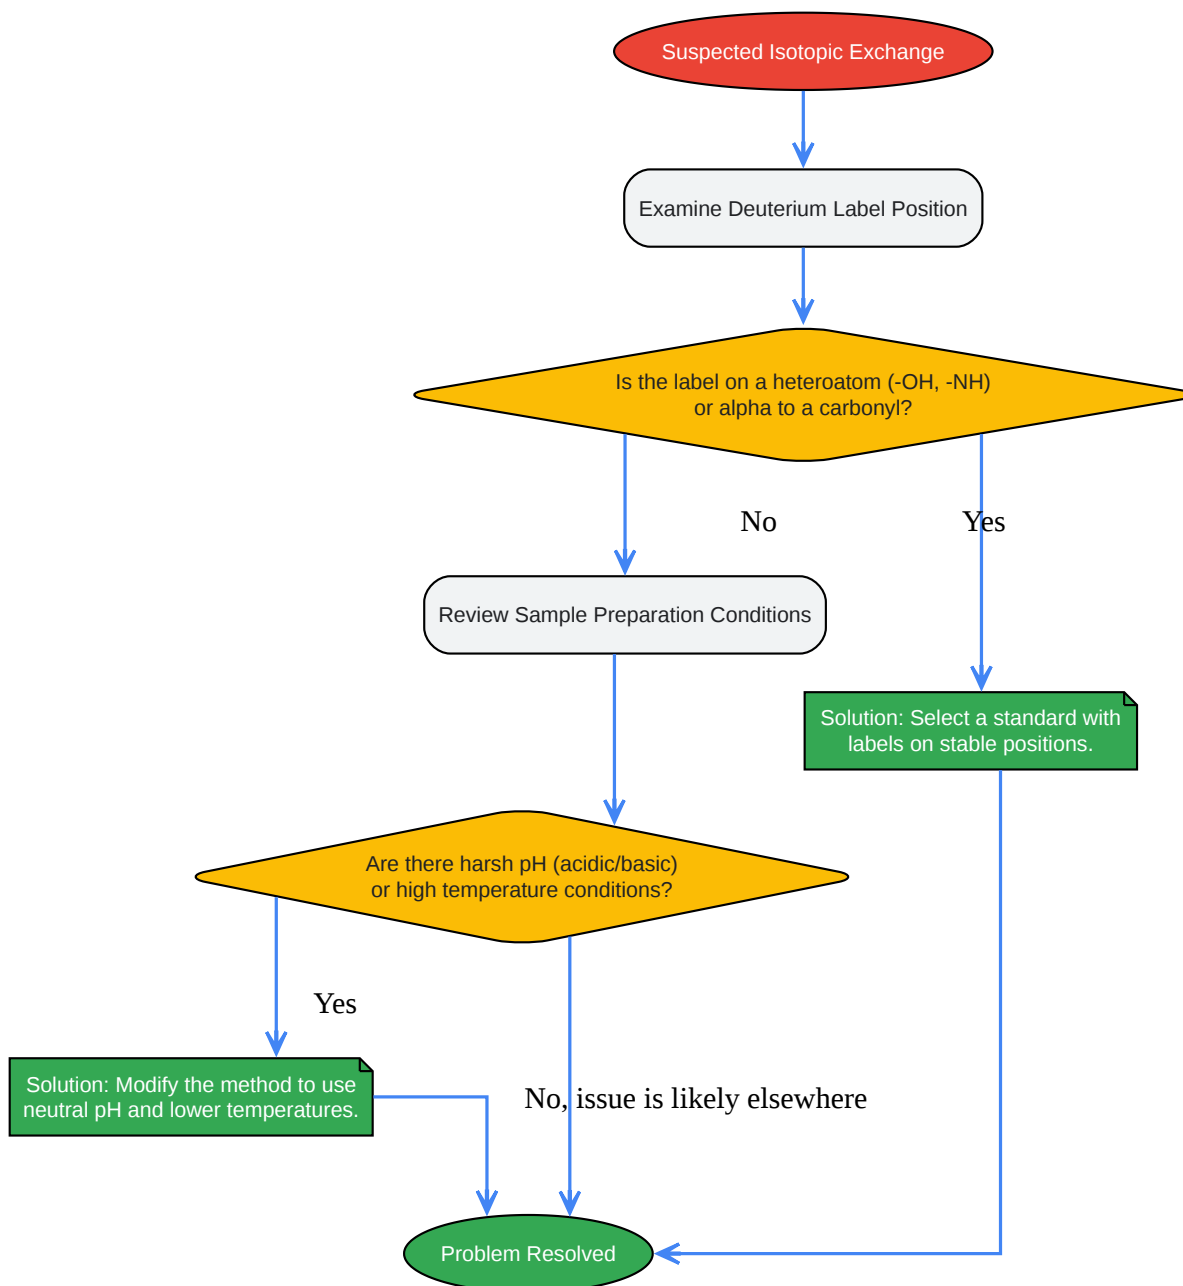 Suspected Isotopic Exchange
Examine Deuterium Label Position
Is the label on a heteroatom (-OH, -NH)
or alpha to a carbonyl?
No
Yes
Review Sample Preparation Conditions
Solution: Select a standard with
labels on stable positions.
Are there harsh pH (acidic/basic)
or high temperature conditions?
Yes
Solution: Modify the method to use
neutral pH and lower temperatures.
No, issue is likely elsewhere
Problem Resolved